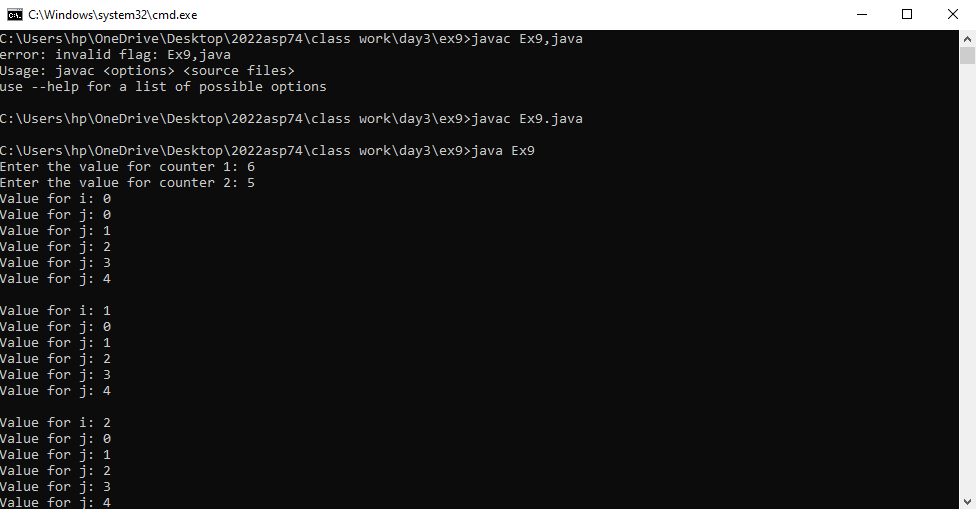 C:\Windows\system32\cmd.exe
C:\Users\hp\OneDrive\Desktop\2022asp74\class work\day3\ex9>javac Ex9,java
error: invalid flag: Ex9,java
Usage: javac <options> <source files>
use --help for a list of possible options
C:\Users\hp\OneDrive\Desktop\2022asp74\class work\day3\ex9>javac Ex9.java
C:\Users\hp\OneDrive\Desktop\2022asp74\class work\day3\ex9>java Ex9
Enter the value for counter 1: 6
Enter the value for counter 2: 5
Value for i: 0
Value for j: 0
Value for j: 1
Value for j: 2
Value for j: 3
Value for j: 4
Value for i: 1
Value for j: 0
Value for j: 1
Value for j: 2
Value for j: 3
Value for j: 4
Value for i: 2
Value for j: 0
Value for j: 1
Value for j: 2
Value for j: 3
Value for j: 4